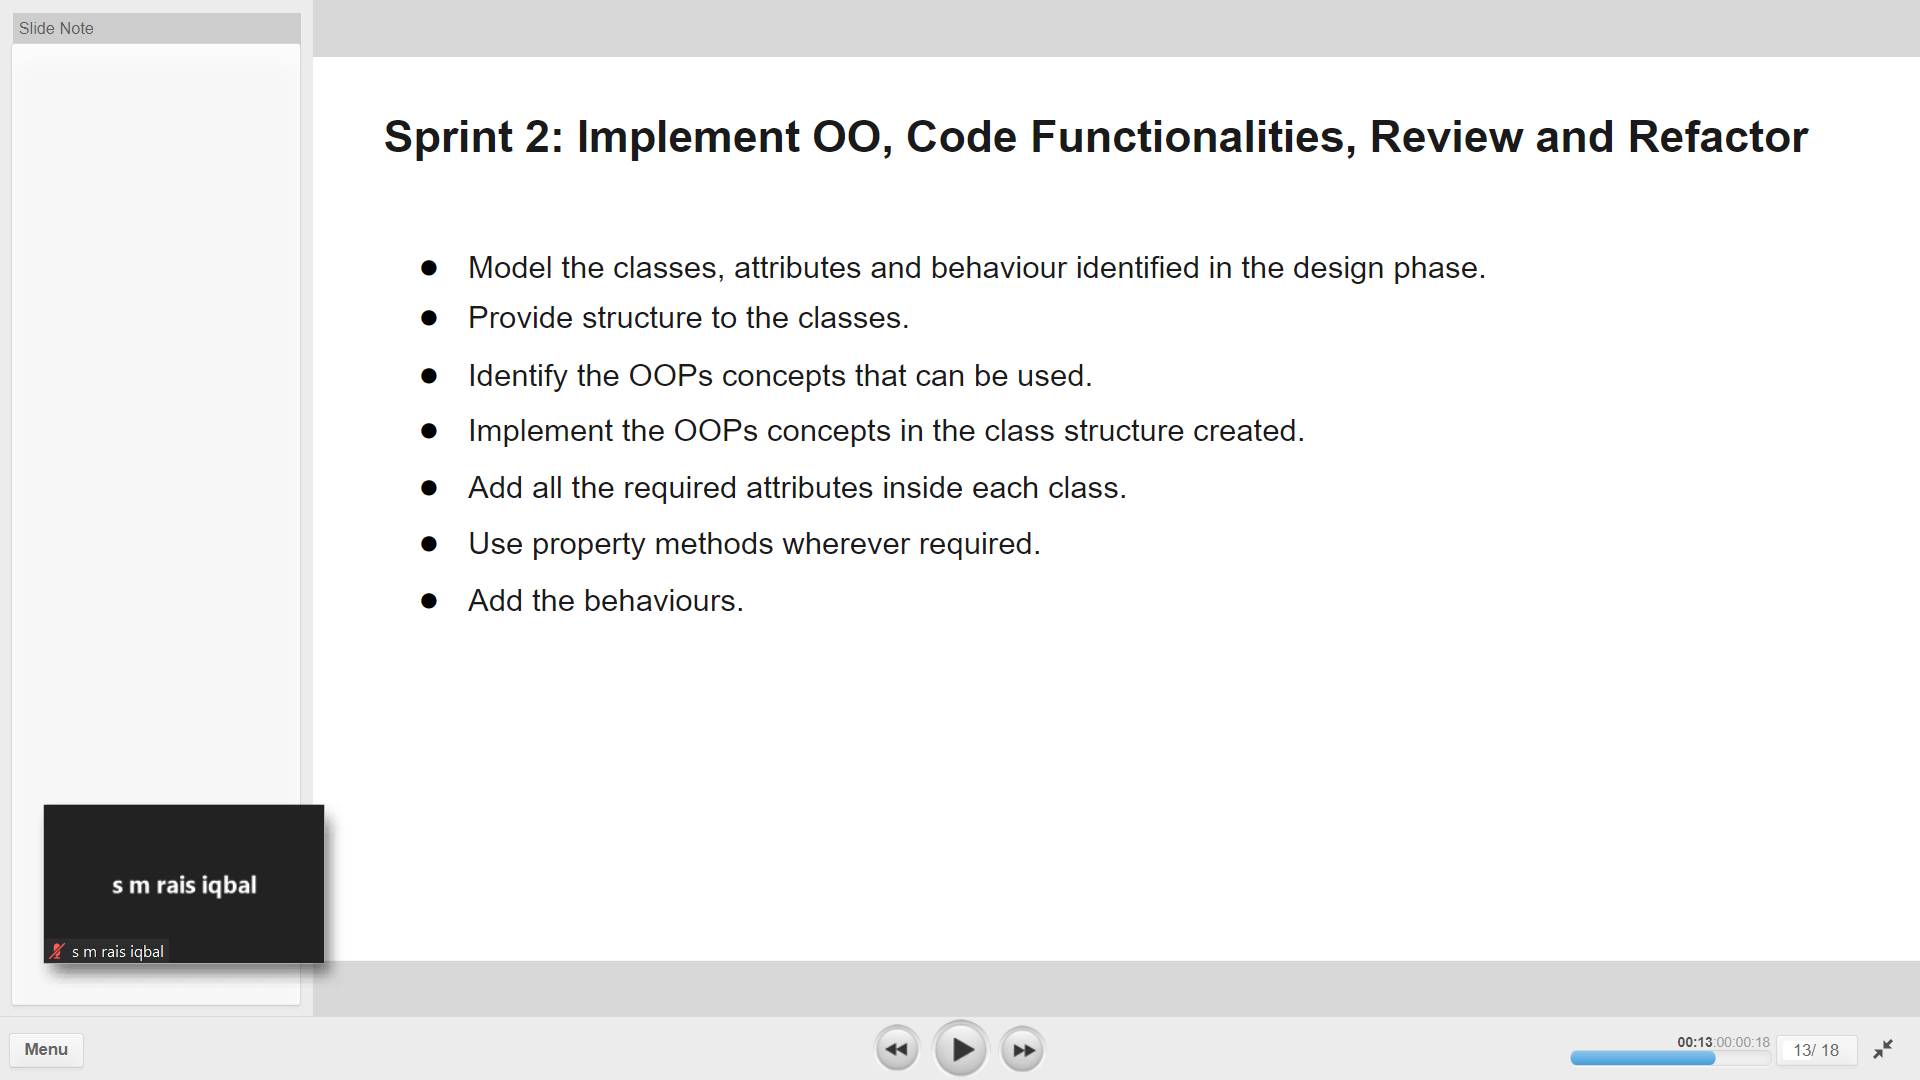 Slide Note
Sprint 2: Implement OO, Code Functionalities, Review and Refactor
● Model the classes, attributes and behaviour identified in the design phase.
● Provide structure to the classes.
● Identify the OOPs concepts that can be used.
● Implement the OOPs concepts in the class structure created.
● Add all the required attributes inside each class.
● Use property methods wherever required.
● Add the behaviours.
s m rais iqbal
s m rais iqbal
Menu
00:13:00:00:18
13/ 18